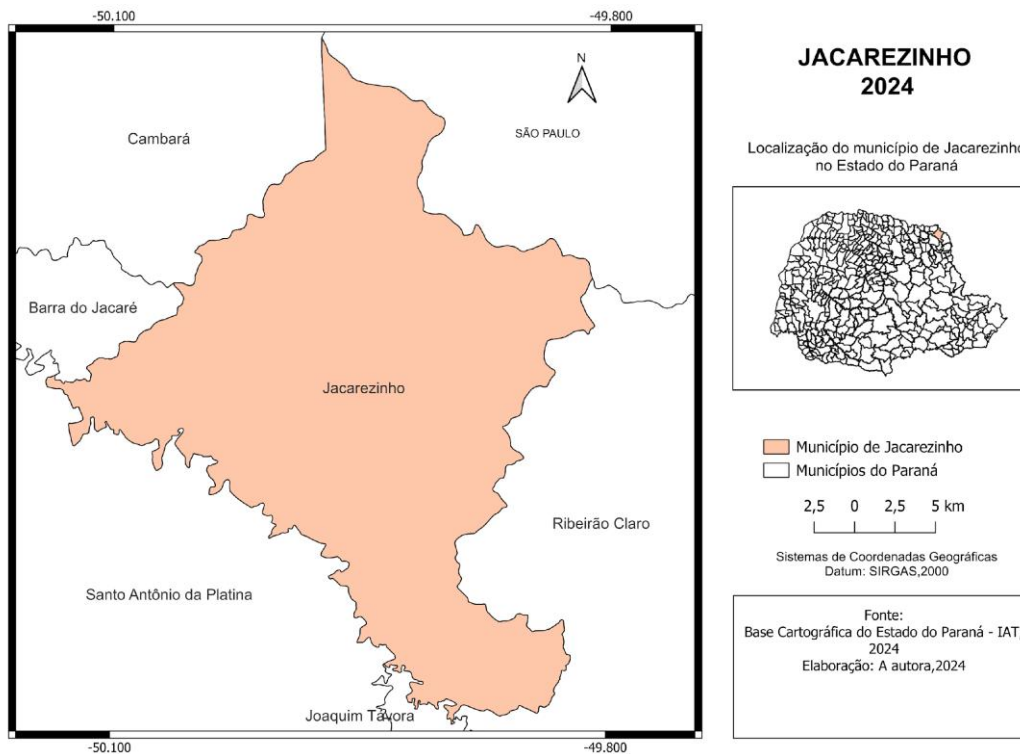 -50.100
-49.800
N
Cambará
SÃO PAULO
Barra do Jacaré
Jacarezinho
Ribeirão Claro
Santo Antônio da Platina
Joaquim Távora
-50.100
-49.800
JACAREZINHO
2024
Localização do município de Jacarezinho
no Estado do Paraná
Município de Jacarezinho
Municípios do Paraná
2,5 0 2,5 5 km
Sistemas de Coordenadas Geográficas
Datum: SIRGAS,2000
Fonte:
Base Cartográfica do Estado do Paraná - IAT,
2024
Elaboração: A autora,2024